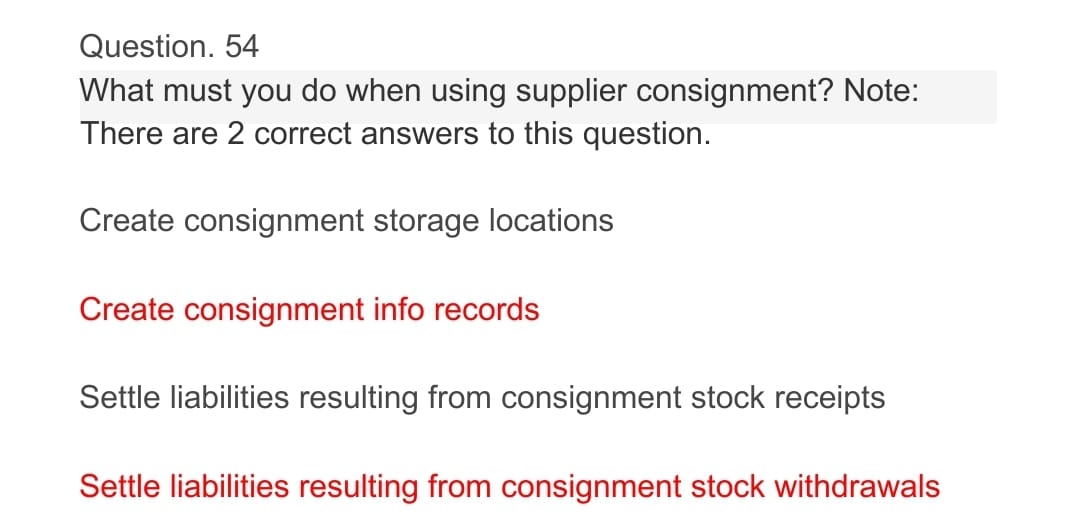 Question. 54
What must you do when using supplier consignment? Note:
There are 2 correct answers to this question.
Create consignment storage locations
Create consignment info records
Settle liabilities resulting from consignment stock receipts
Settle liabilities resulting from consignment stock withdrawals